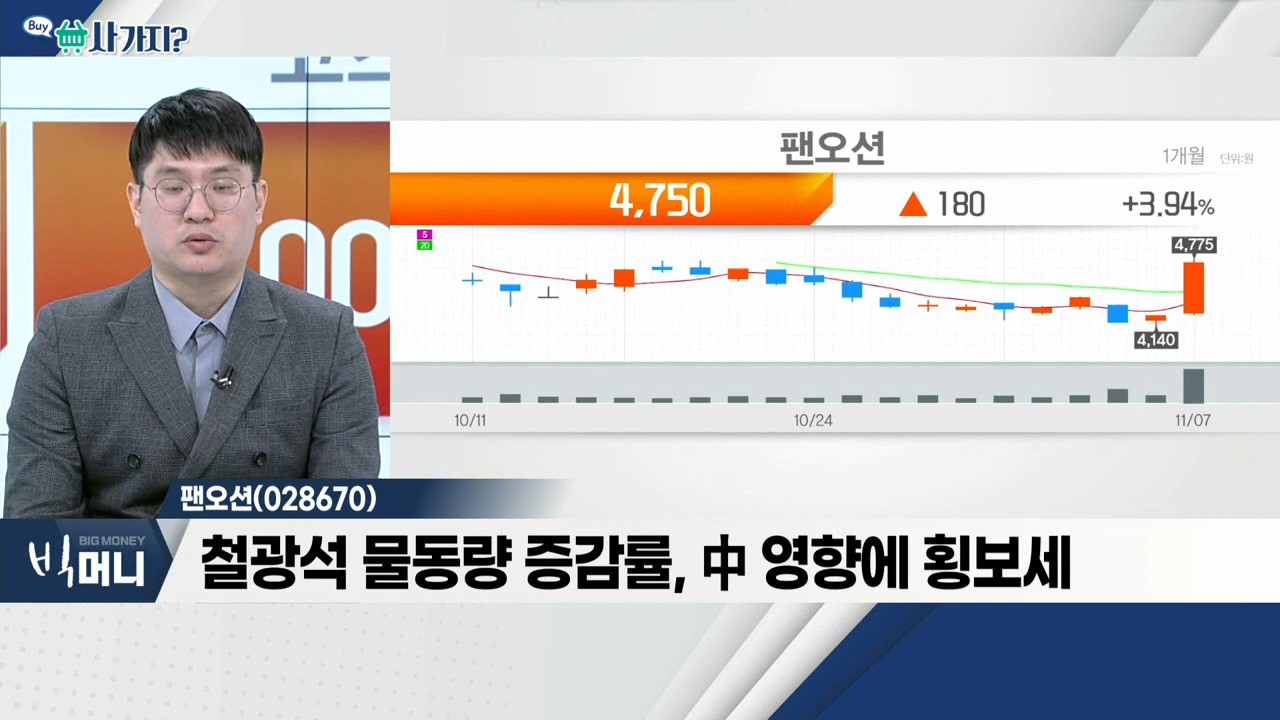 Buy
사가지?
팬오션
1개월
단위:원
4,750
▲ 180
+3.94%
5
20
4,775
4,140
10/11
10/24
11/07
00
팬오션(028670)
BIG MONEY
빅머니
철광석 물동량 증감률, 中 영향에 횡보세